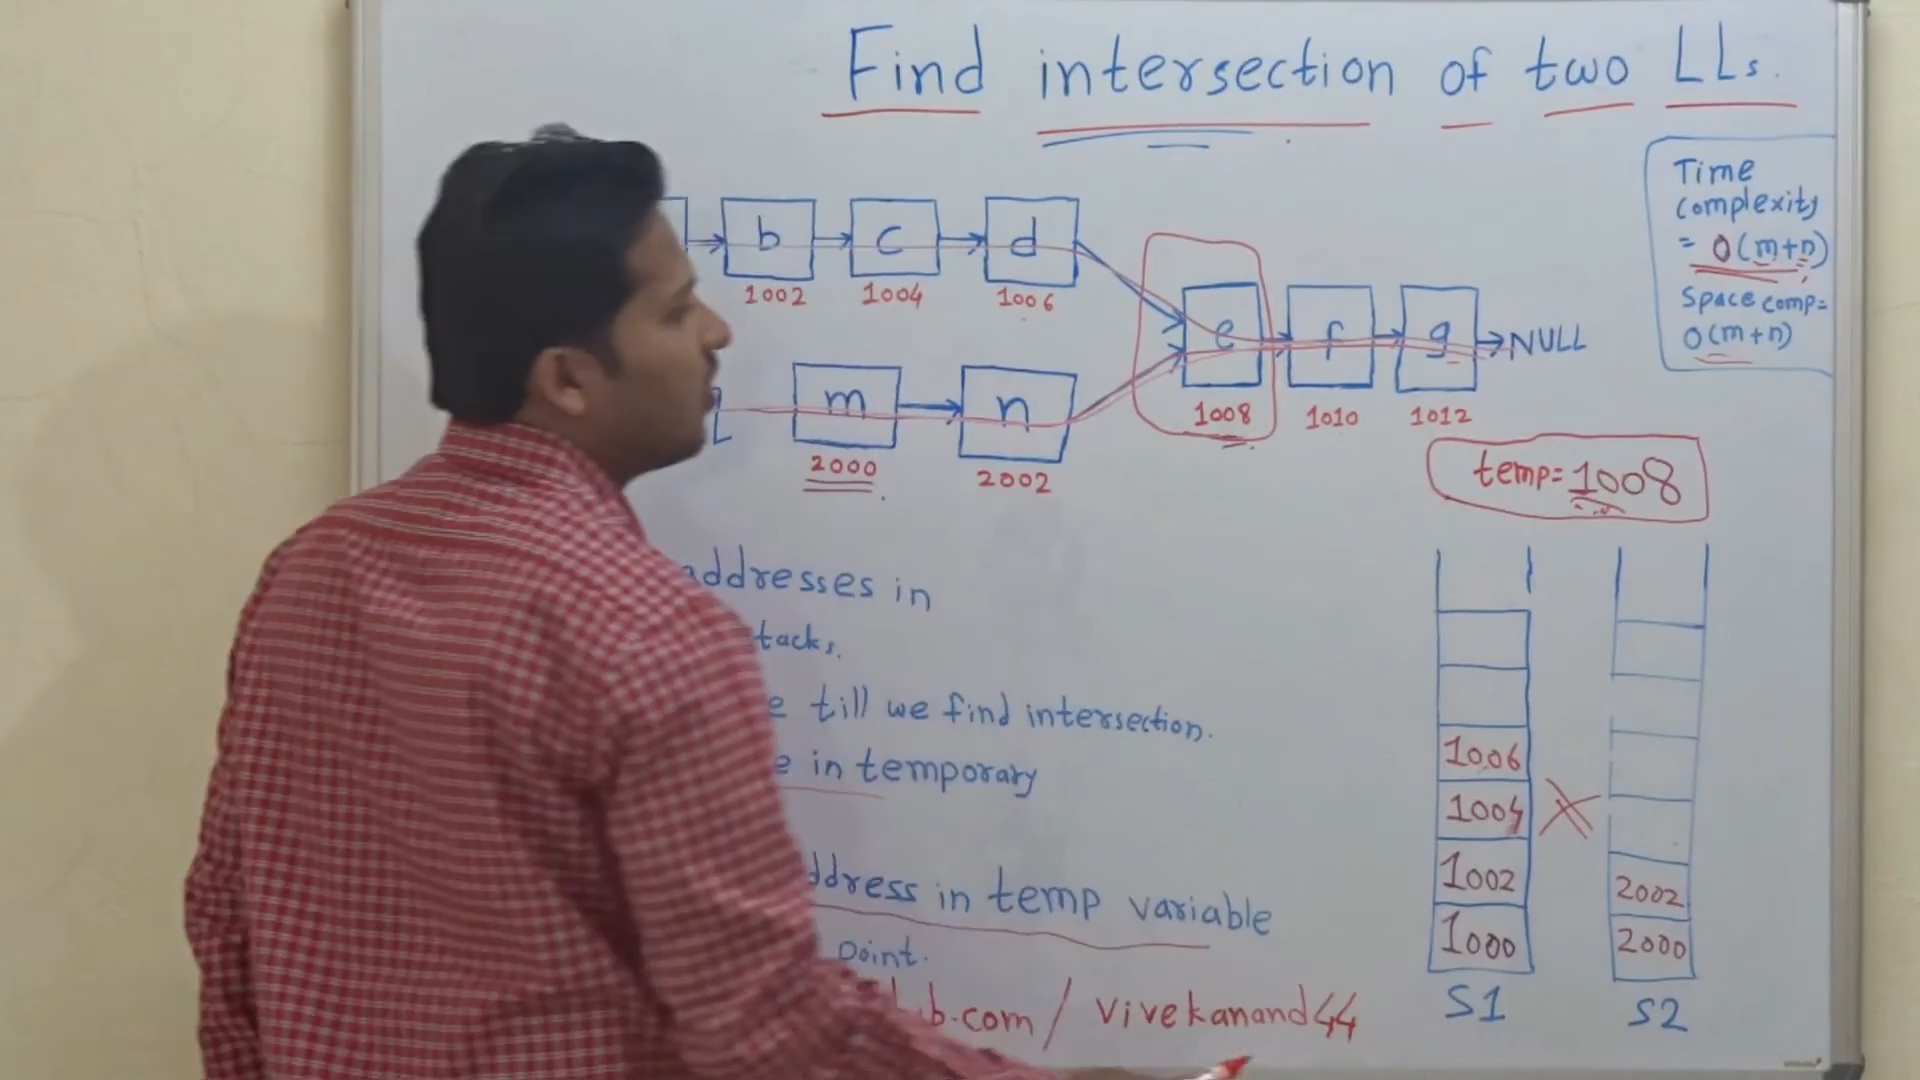 Find intersection of two LLs.
Time
complexity
= O(m+n)
Space comp=
O(m+n)
b
c
d
1002
1004
1006
e
f
g
NULL
1008
1010
1012
m
n
2000
2002
temp=1008
addresses in
tacks.
e till we find intersection.
e in temporary
ddress in temp variable
point.
b.com/vivekanand44
1006
1004
1002
1000
S1
2002
2000
S2